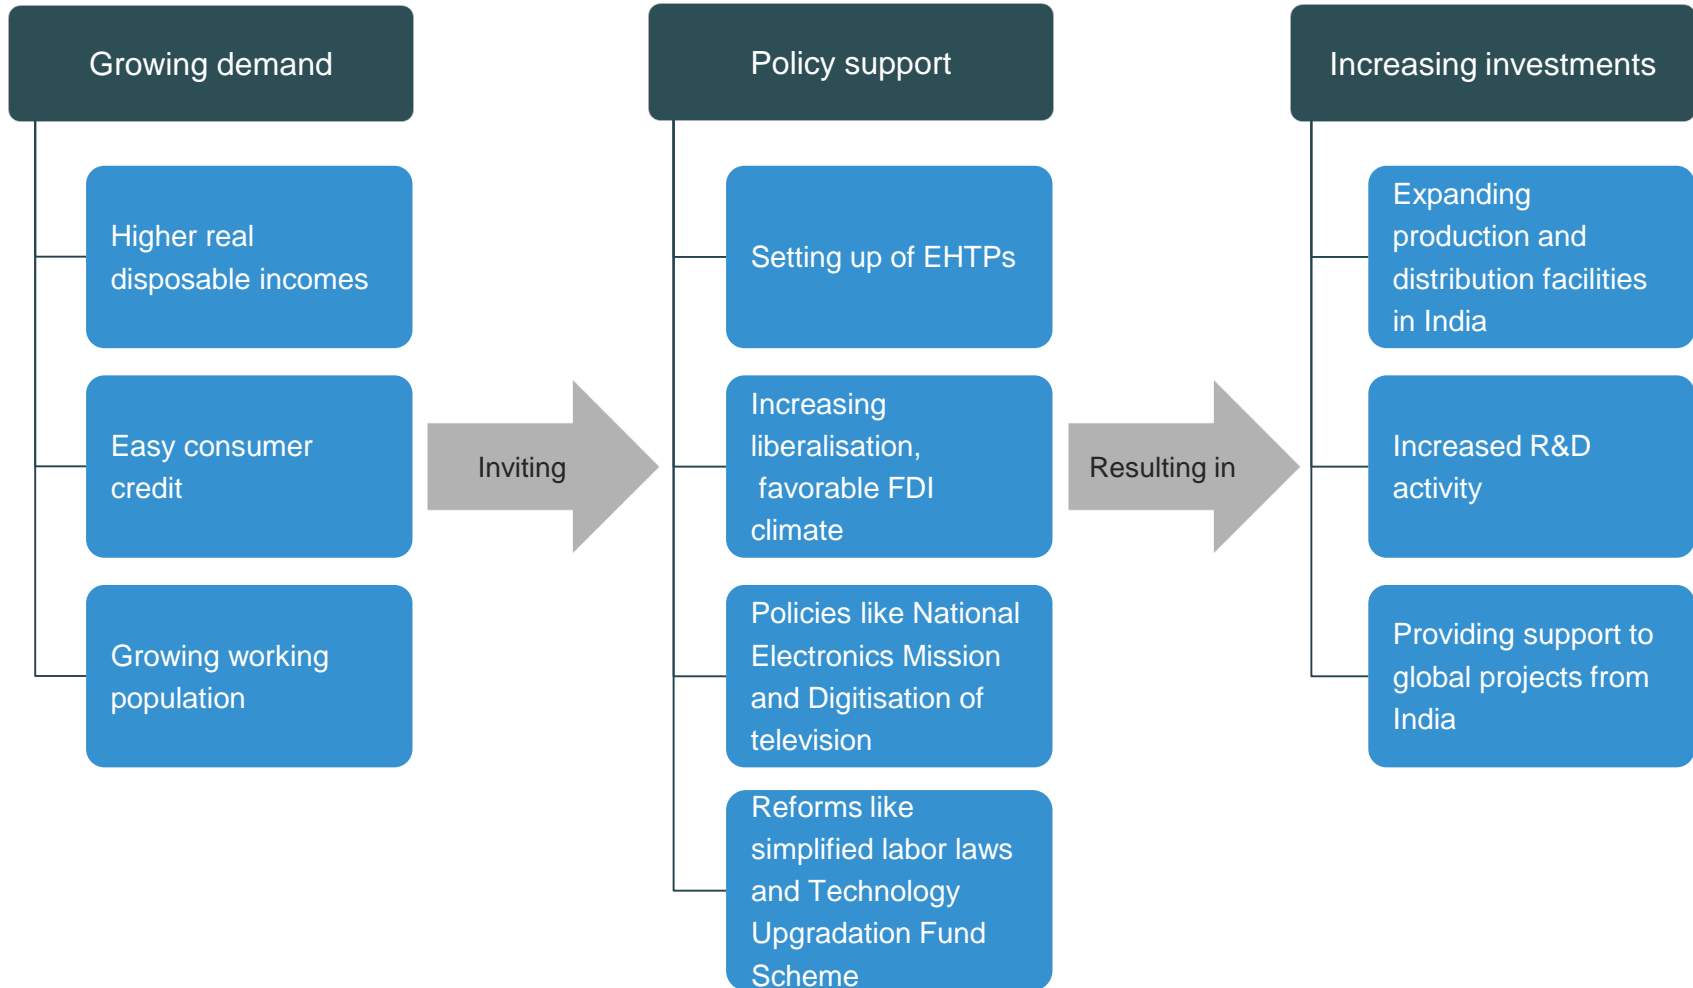 Growing demand
Higher real
disposable incomes
Easy consumer
credit
Growing working
population
Inviting
Policy support
Setting up of EHTPs
Increasing
liberalisation,
favorable FDI
climate
Policies like National
Electronics Mission
and Digitisation of
television
Reforms like
simplified labor laws
and Technology
Upgradation Fund
Scheme
Resulting in
Increasing investments
Expanding
production and
distribution facilities
in India
Increased R&D
activity
Providing support to
global projects from
India